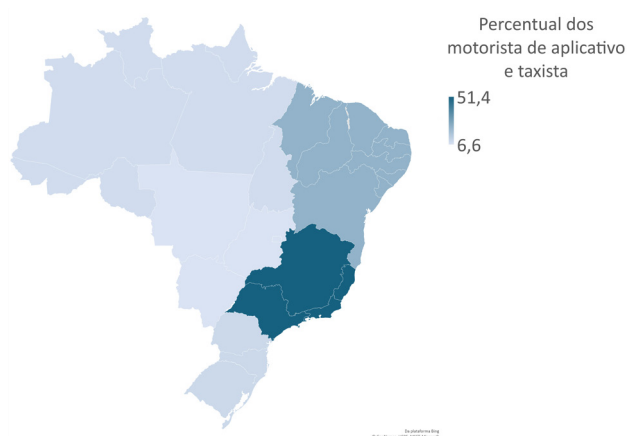 Percentual dos
motorista de aplicativo
e taxista
51,4
6,6
Da plataforma Bing